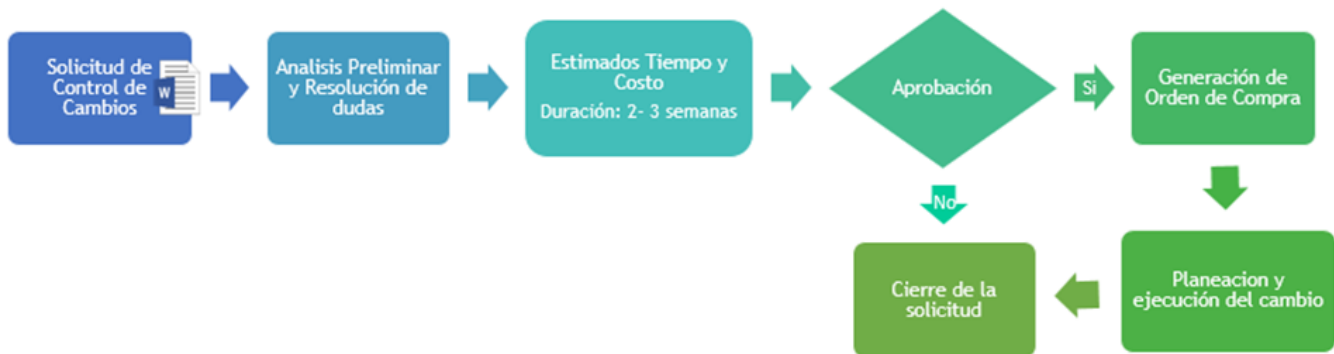 Solicitud de
Control de
Cambios
W
Analisis Preliminar
y Resolución de
dudas
Estimados Tiempo y
Costo
Duración: 2- 3 semanas
Aprobación
Si
Generación de
Orden de Compra
No
Cierre de la
solicitud
Planeacion y
ejecución del cambio